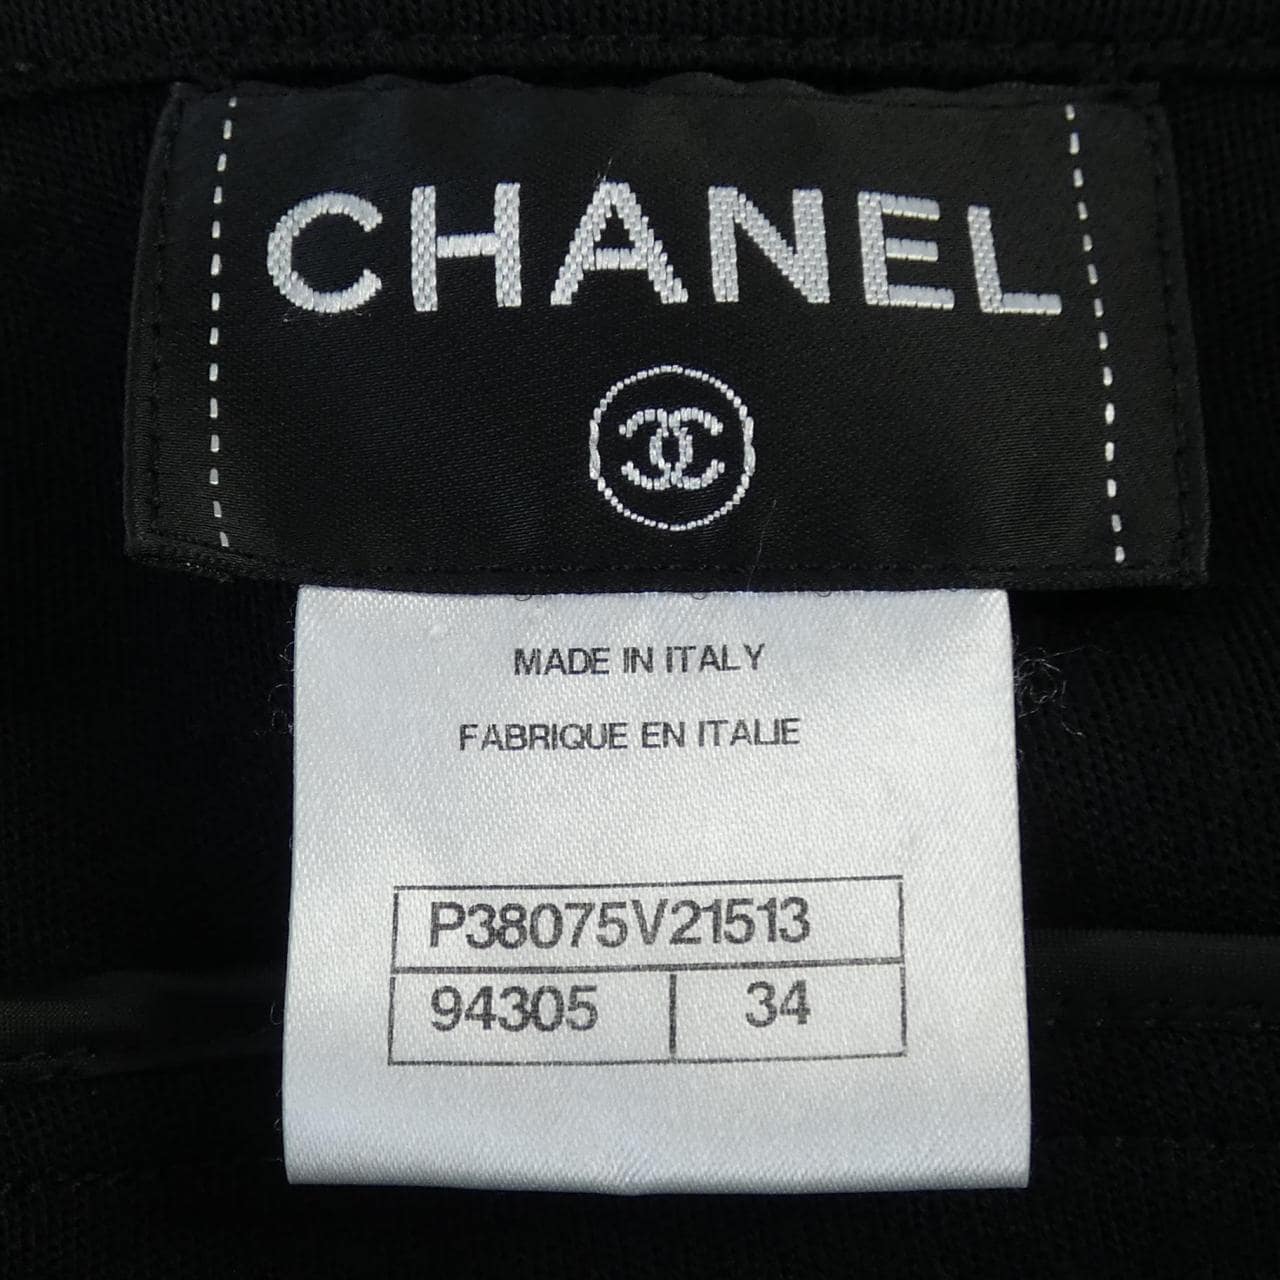 CHANEL
MADE IN ITALY
FABRIQUE EN ITALIE
P38075V21513
94305 34